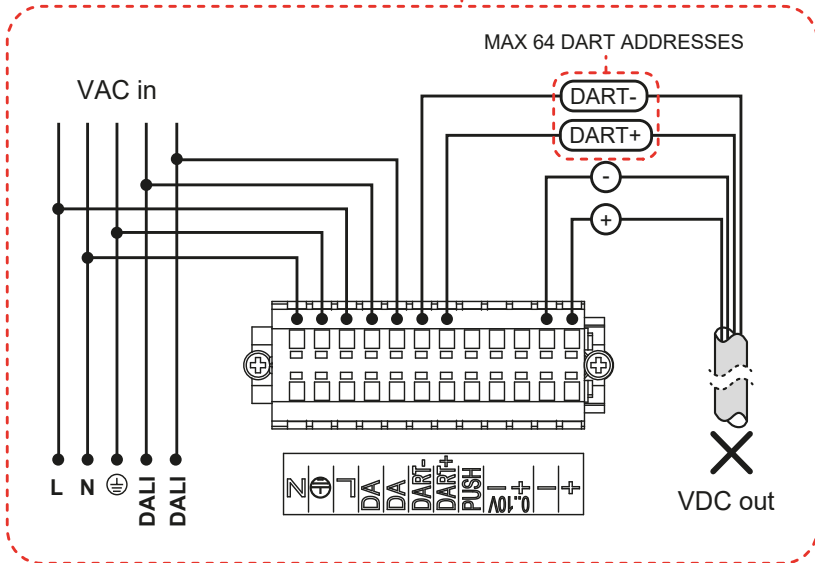 MAX 64 DART ADDRESSES
VAC in
DART-
DART+
-
+
L N DALI DALI
N L DA DA DART- DART+ PUSH - + 0..10V - +
VDC out